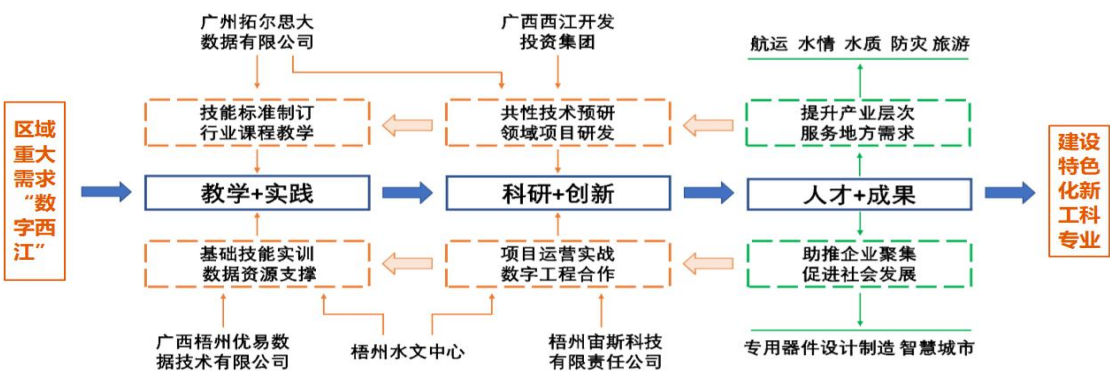 广州拓尔思大
数据有限公司
广西西江开发
投资集团
航运 水情 水质 防灾 旅游
技能标准制订
行业课程教学
共性技术预研
领域项目研发
提升产业层次
服务地方需求
区域
重大
需求
“数
字西
江”
教学+实践
科研+创新
人才+成果
建设
特色
化新
工科
专业
基础技能实训
数据资源支撑
项目运营实战
数字工程合作
助推企业聚集
促进社会发展
广西梧州优易数
据技术有限公司
梧州水文中心
梧州宙斯科技
有限责任公司
专用器件设计制造 智慧城市